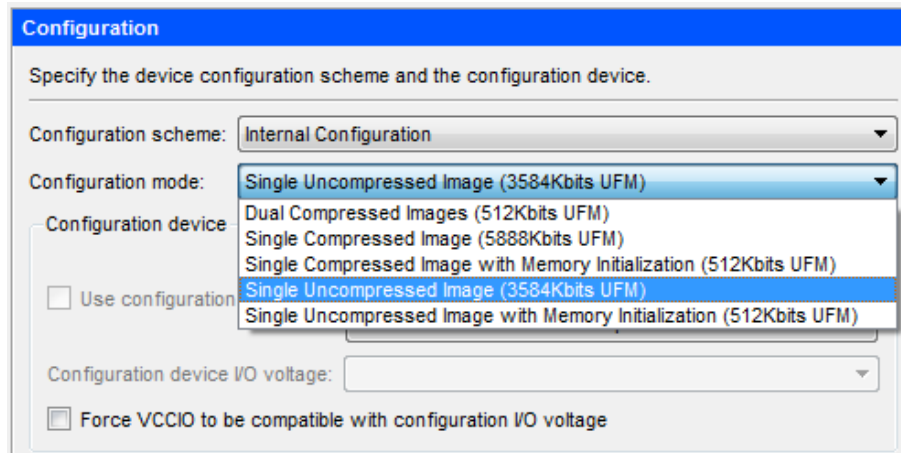 Configuration
Specify the device configuration scheme and the configuration device.
Configuration scheme: Internal Configuration
Configuration mode: Single Uncompressed Image (3584Kbits UFM)
Dual Compressed Images (512Kbits UFM)
Configuration device
Single Compressed Image (5888Kbits UFM)
Single Compressed Image with Memory Initialization (512Kbits UFM)
Use configuration Single Uncompressed Image (3584Kbits UFM)
Single Uncompressed Image with Memory Initialization (512Kbits UFM)
Configuration device I/O voltage:
Force VCCIO to be compatible with configuration I/O voltage